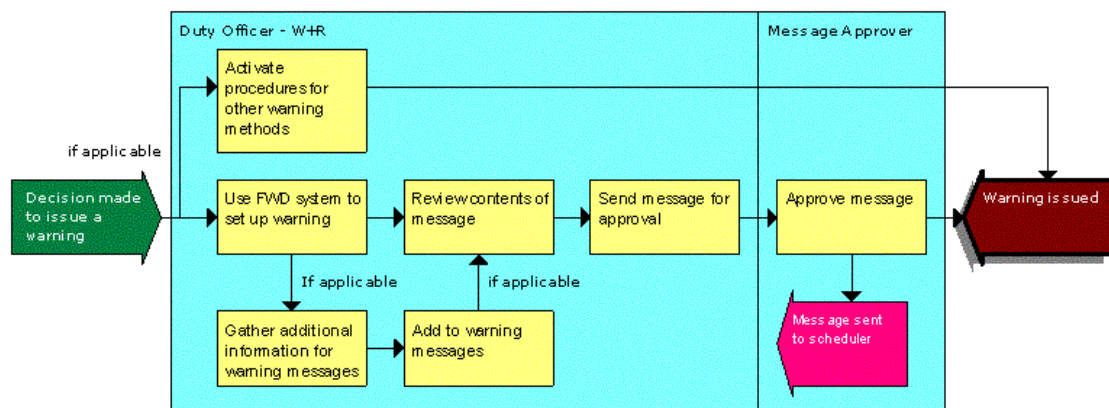 Duty Officer - W+R
Message Approver
Activate
procedures for
other warning
methods
if applicable
Decision made
to issue a
warning
Use FWD system to
set up warning
Review contents of
message
Send message for
approval
Approve message
Warning issued
If applicable
if applicable
Gather additional
information for
warning messages
Add to warning
messages
Message sent
to scheduler